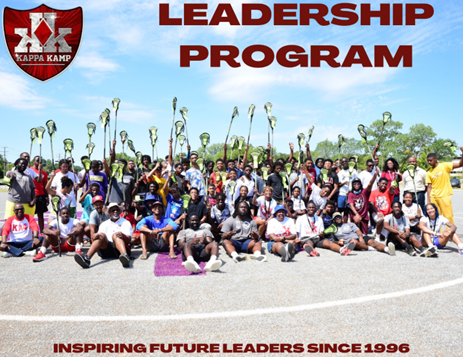 LEADERSHIP
PROGRAM
KAPPA KAMP
INSPIRING FUTURE LEADERS SINCE 1996